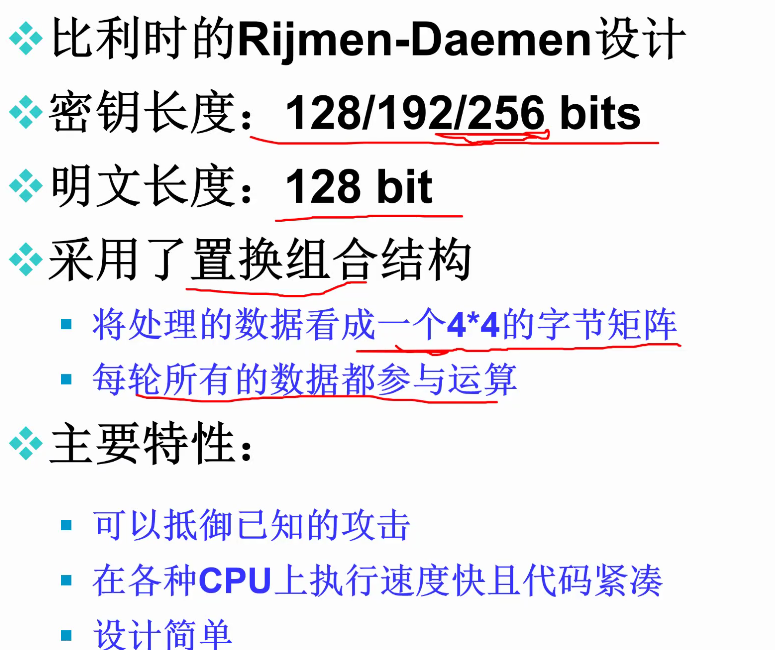 比利时的Rijmen-Daemen设计
密钥长度：128/192/256 bits
明文长度：128 bit
采用了置换组合结构
将处理的数据看成一个4*4的字节矩阵
每轮所有的数据都参与运算
主要特性：
可以抵御已知的攻击
在各种CPU上执行速度快且代码紧凑
设计简单